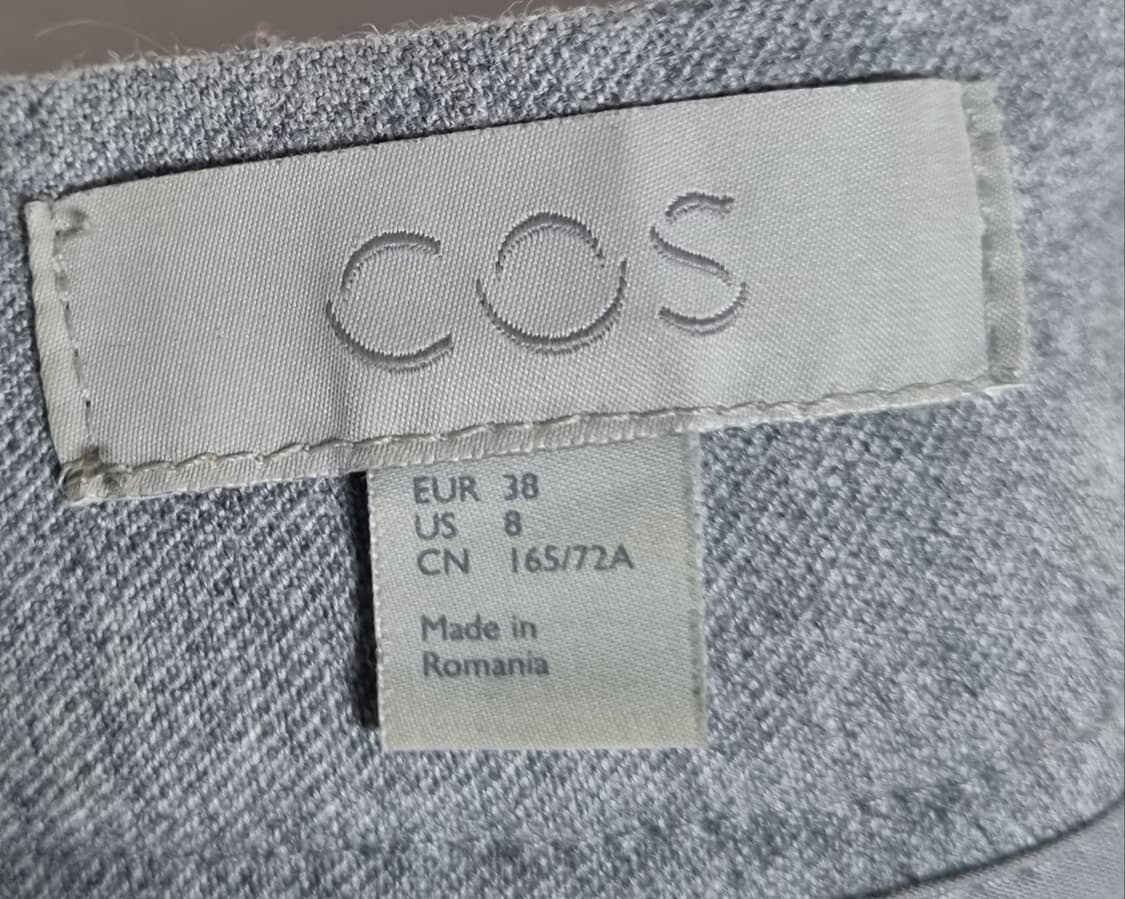 COS
EUR 38
US 8
CN 165/72A
Made in
Romania